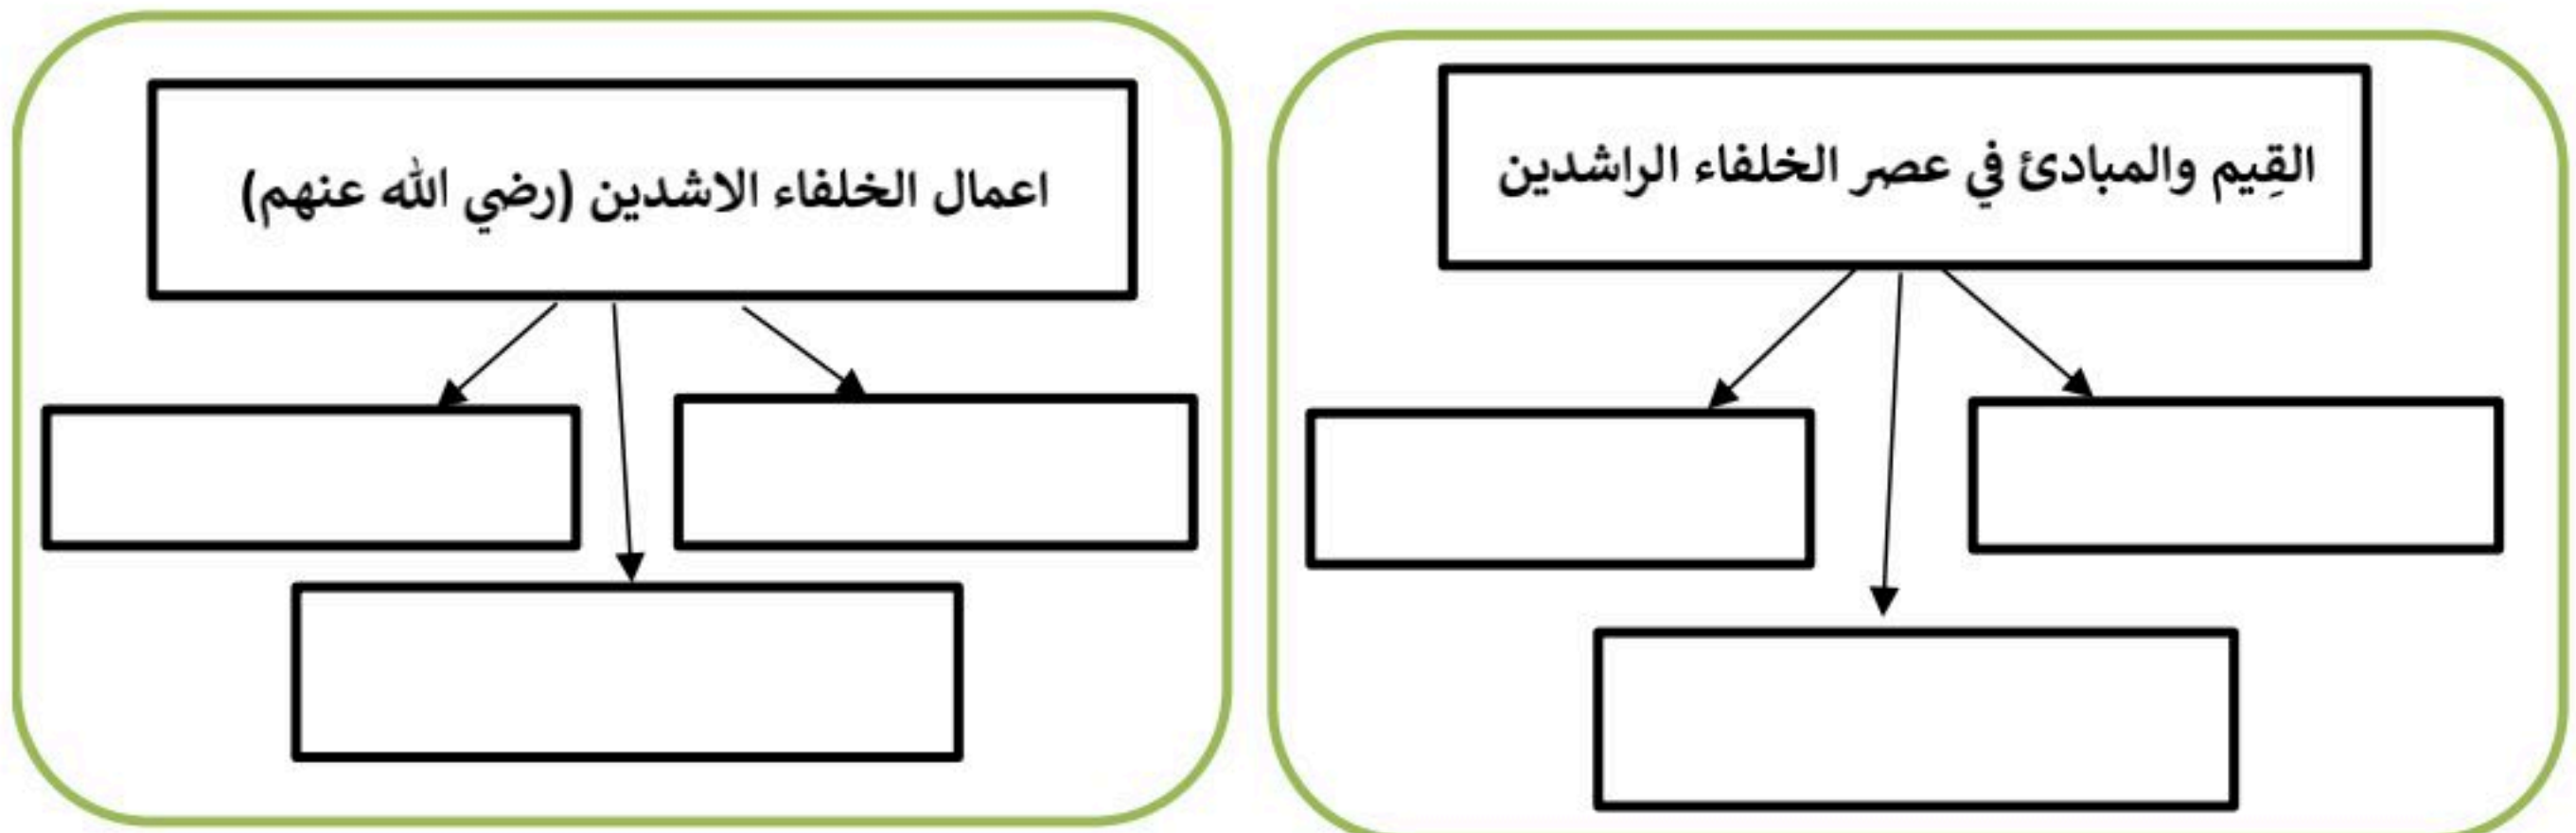 القِيم والمبادئ في عصر الخلفاء الراشدين
اعمال الخلفاء الاشدين (رضي الله عنهم)